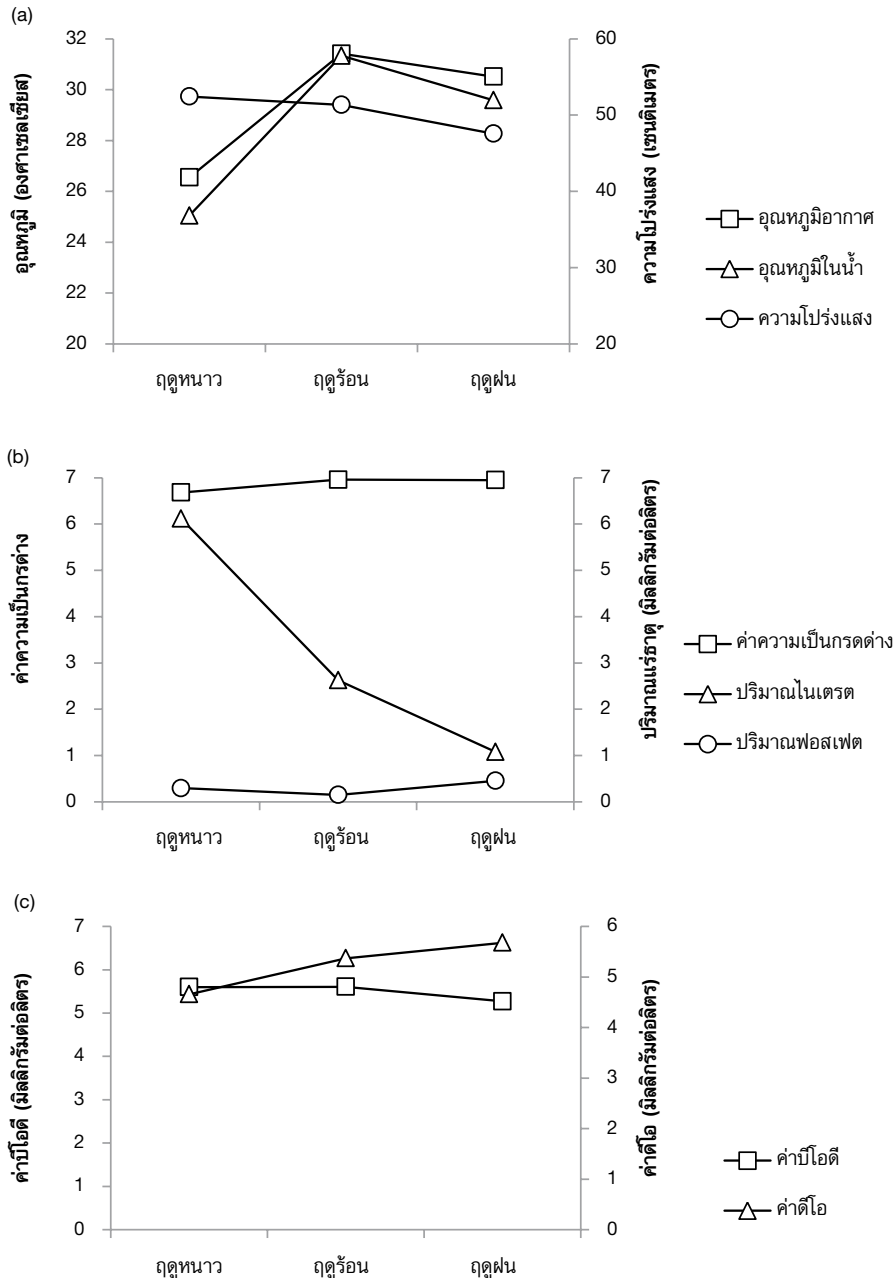 (a)
32
30
28
26
24
22
20
อุณหภูมิ (องศาเซลเซียส)
60
50
40
30
20
ความโปร่งแสง (เซนติเมตร)
ฤดูหนาว ฤดูร้อน ฤดูฝน
อุณหภูมิอากาศ
อุณหภูมิในน้ำ
ความโปร่งแสง
(b)
7
6
5
4
3
2
1
0
ค่าความเป็นกรด่าง
7
6
5
4
3
2
1
0
ปริมาณแร่ธาตุ (มิลลิกรัมต่อลิตร)
ฤดูหนาว ฤดูร้อน ฤดูฝน
ค่าความเป็นกรดด่าง
ปริมาณไนเตรต
ปริมาณฟอสเฟต
(c)
7
6
5
4
3
2
1
0
ค่าบีโอดี (มิลลิกรัมต่อลิตร)
6
5
4
3
2
1
0
ค่าดีโอ (มิลลิกรัมต่อลิตร)
ฤดูหนาว ฤดูร้อน ฤดูฝน
ค่าบีโอดี
ค่าดีโอ